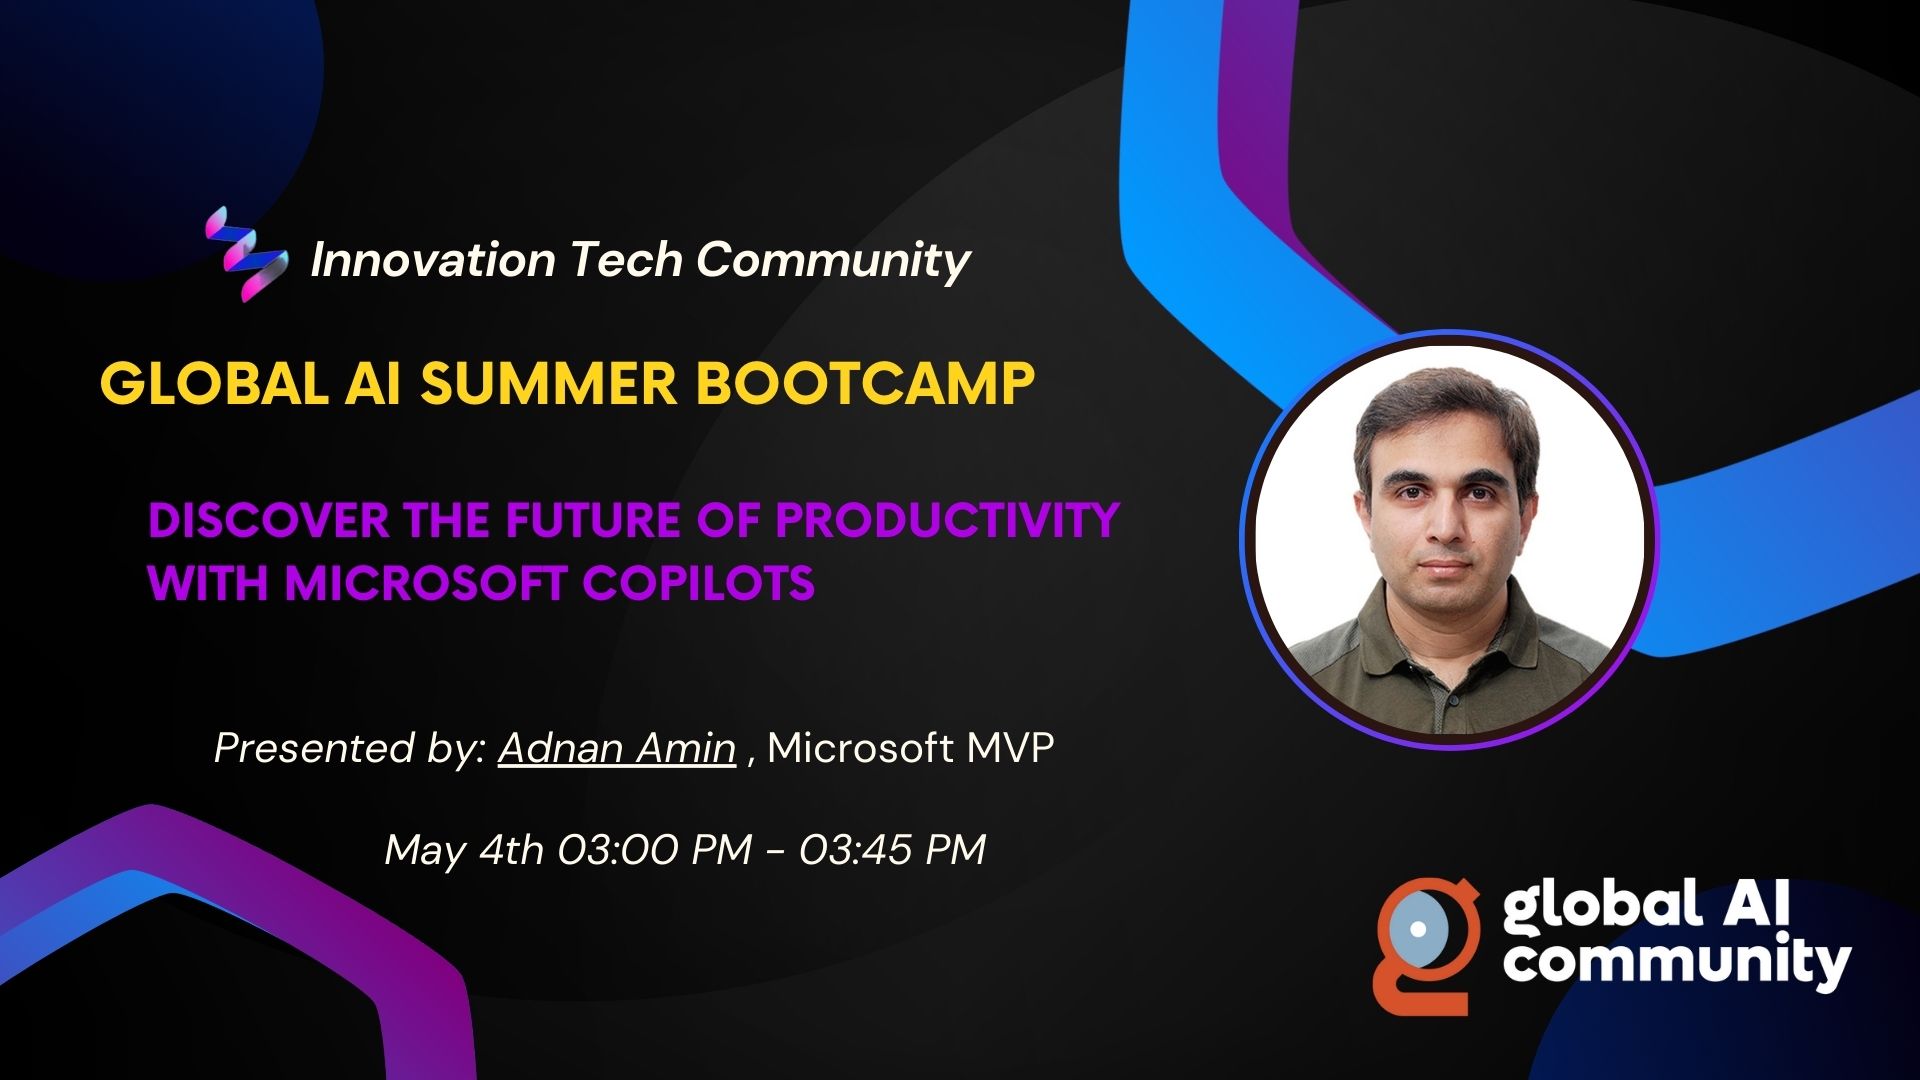 Innovation Tech Community
GLOBAL AI SUMMER BOOTCAMP
DISCOVER THE FUTURE OF PRODUCTIVITY
WITH MICROSOFT COPILOTS
Presented by: Adnan Amin , Microsoft MVP
May 4th 03:00 PM - 03:45 PM
global AI
community